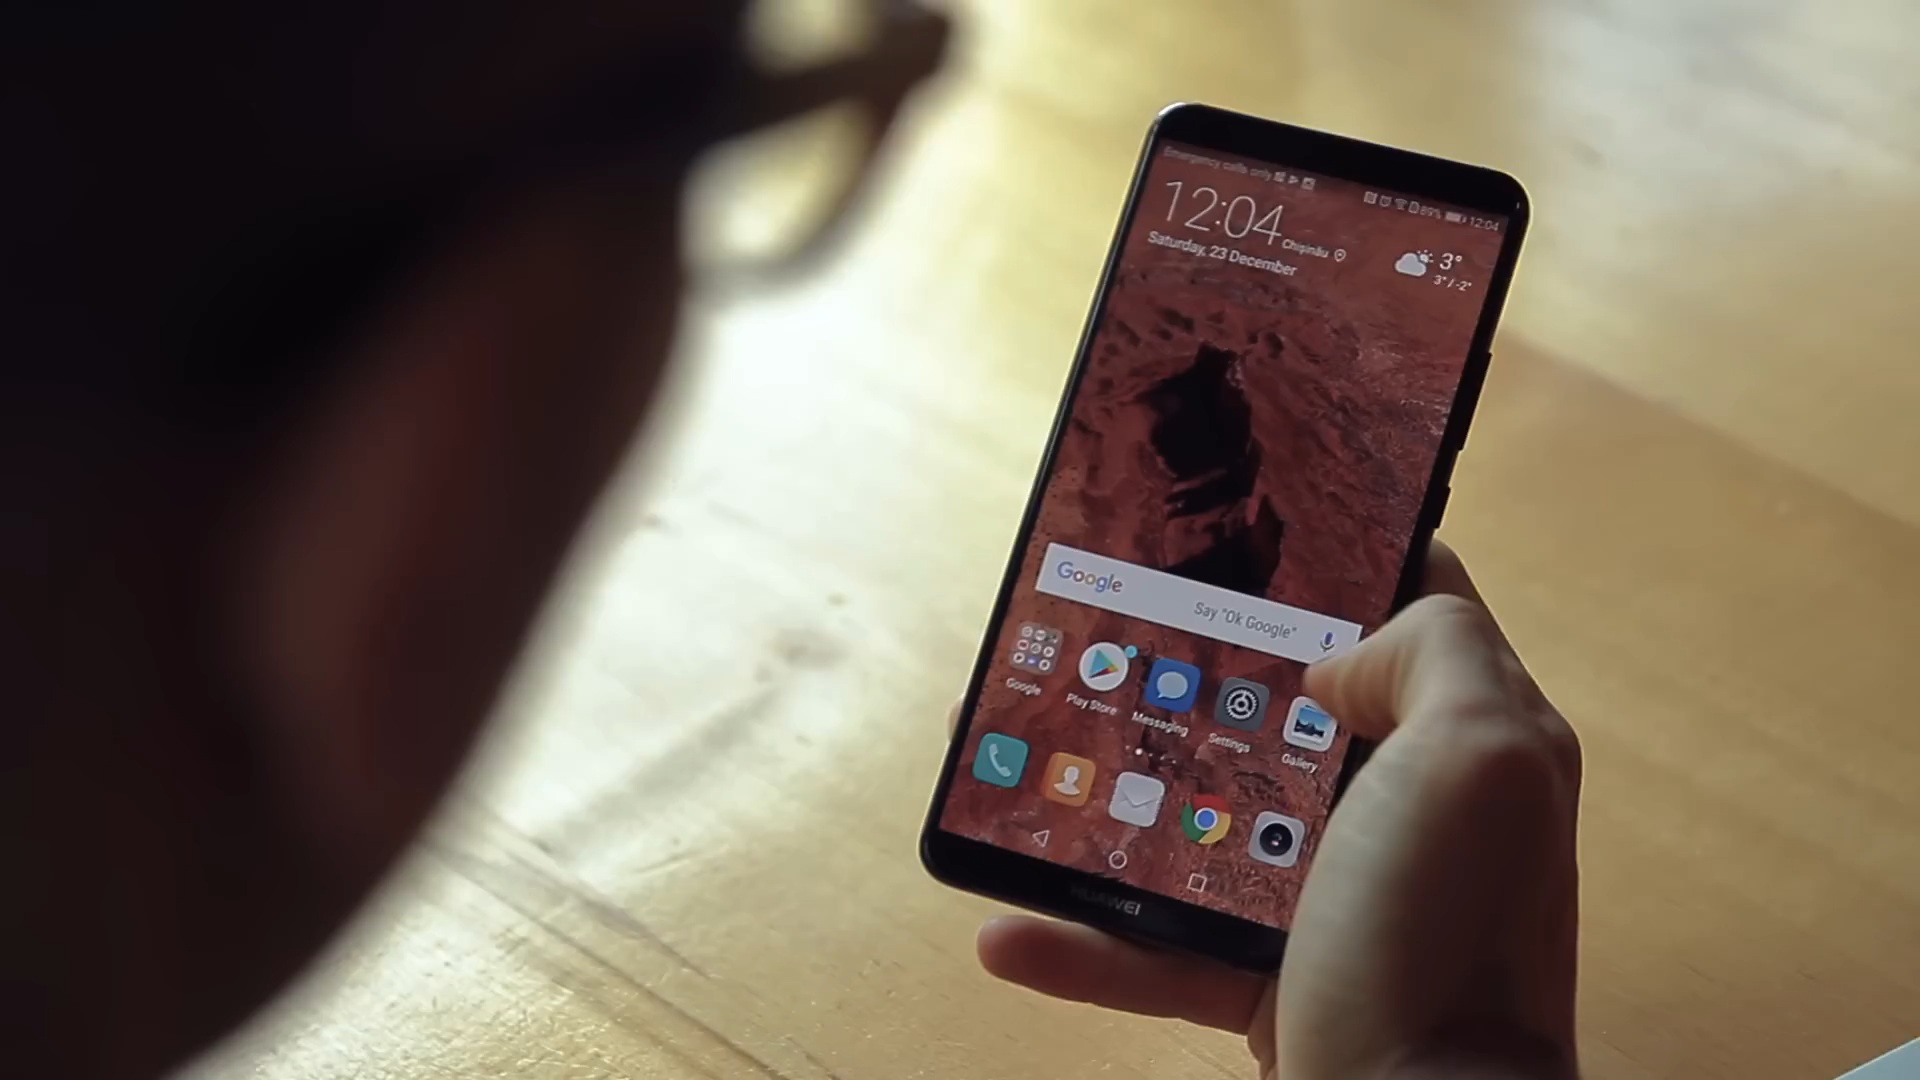 Emergency calls only
89% 12:04
12:04
Chișinău
Saturday, 23 December
3°
3° / -2°
Google
Say "Ok Google"
Google
Play Store
Messaging
Settings
Gallery
HUAWEI